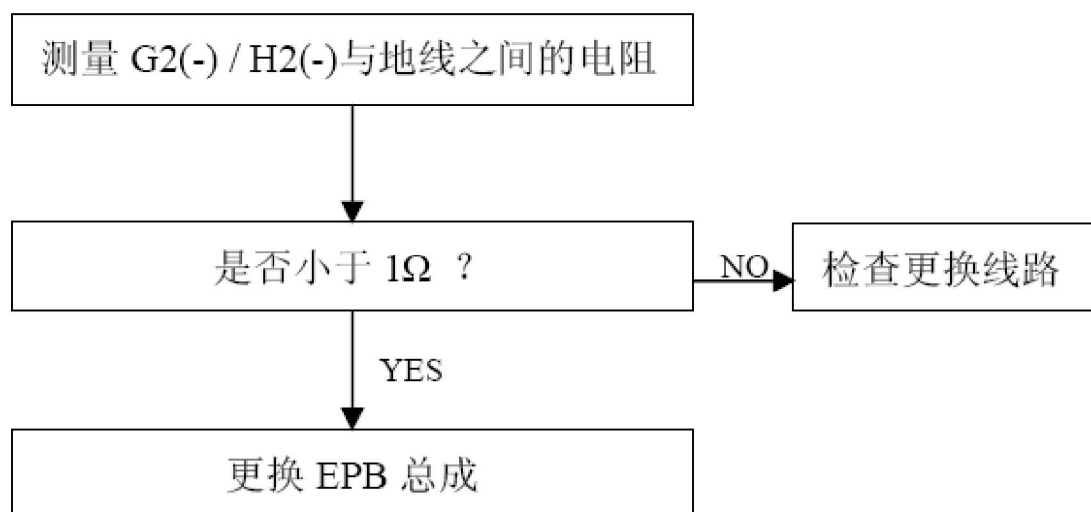 测量 G2(-) / H2(-)与地线之间的电阻
是否小于 1Ω ？
NO
检查更换线路
YES
更换 EPB 总成